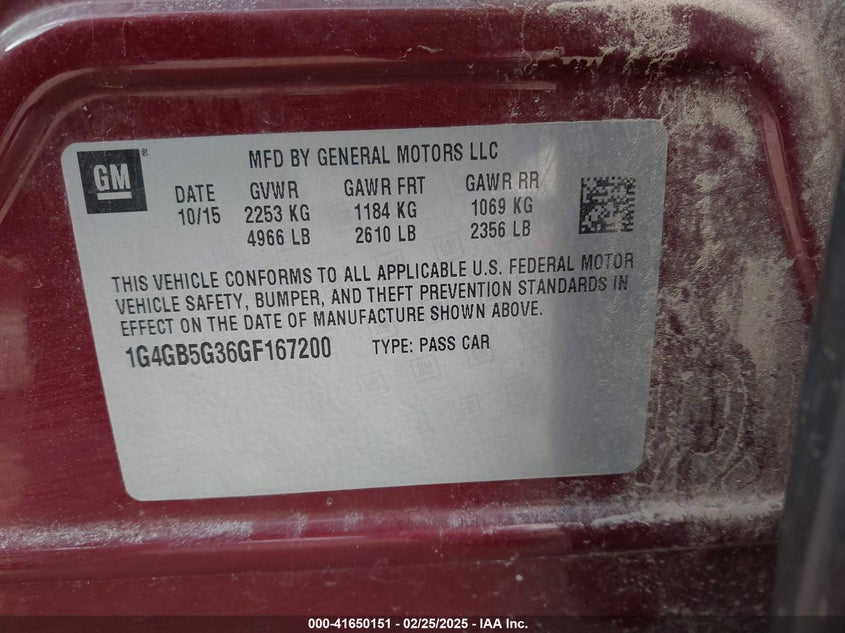 GM®
MFD BY GENERAL MOTORS LLC
DATE GVWR GAWR FRT GAWR RR
10/15 2253 KG 1184 KG 1069 KG
4966 LB 2610 LB 2356 LB
THIS VEHICLE CONFORMS TO ALL APPLICABLE U.S. FEDERAL MOTOR
VEHICLE SAFETY, BUMPER, AND THEFT PREVENTION STANDARDS IN
EFFECT ON THE DATE OF MANUFACTURE SHOWN ABOVE.
1G4GB5G36GF167200 TYPE: PASS CAR
000-41650151 — 02/25/2025 — IAA Inc.